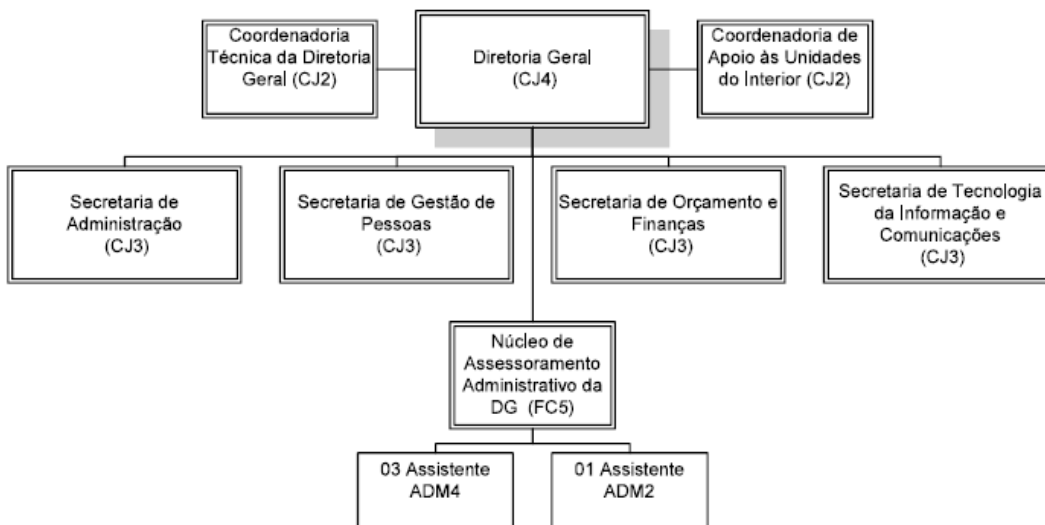 Coordenadoria
Técnica da Diretoria
Geral (CJ2)
Diretoria Geral
(CJ4)
Coordenadoria de
Apoio às Unidades
do Interior (CJ2)
Secretaria de
Administração
(CJ3)
Secretaria de Gestão de
Pessoas
(CJ3)
Secretaria de Orçamento e
Finanças
(CJ3)
Secretaria de Tecnologia
da Informação e
Comunicações
(CJ3)
Núcleo de
Assessoramento
Administrativo da
DG (FC5)
03 Assistente
ADM4
01 Assistente
ADM2